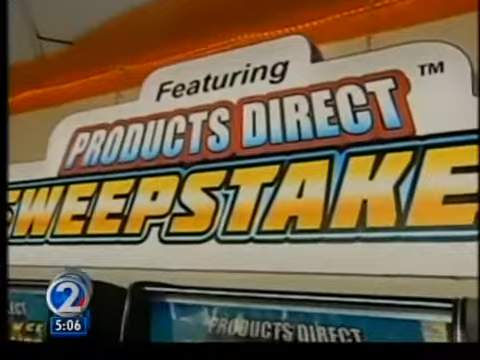 Featuring
PRODUCTS DIRECT ™
SWEEPSTAKE
PRODUCTS DIRECT
2
5:06